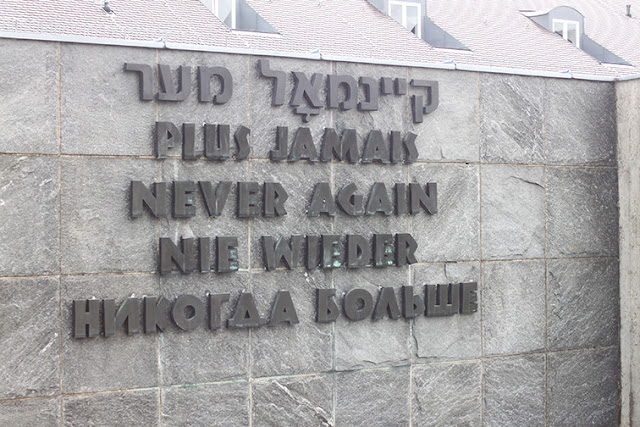 קיינמאָל מער
PLUS JAMAIS
NEVER AGAIN
NIE WIEDER
НИКОГДА БОЛЬШЕ